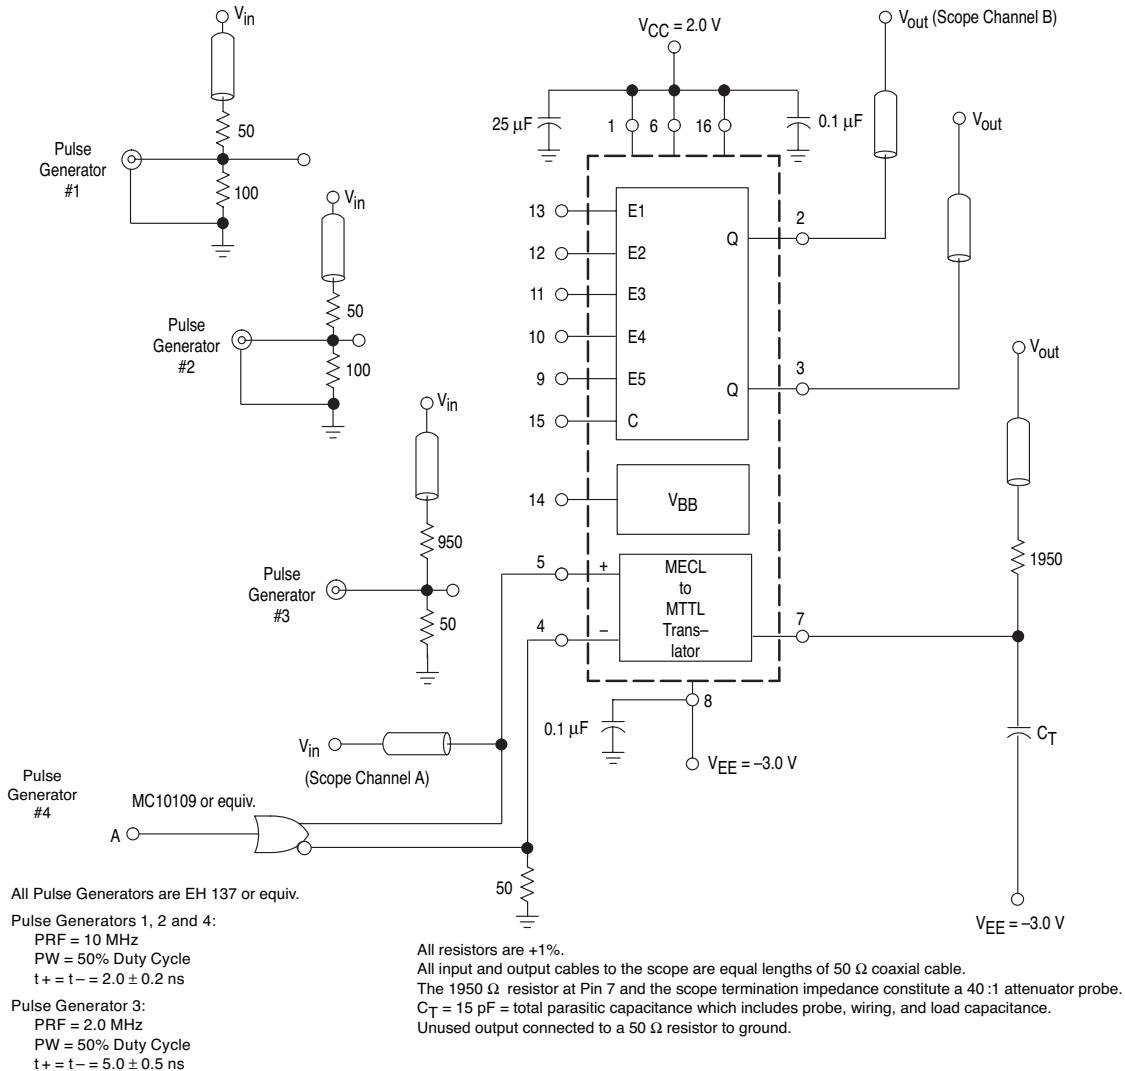 Vin
50
Pulse
Generator
#1
100
Vin
50
Pulse
Generator
#2
100
Vin
950
Pulse
Generator
#3
50
VCC = 2.0 V
25 μF
1
6
16
0.1 μF
Vout (Scope Channel B)
Vout
13
E1
12
E2
11
E3
10
E4
9
E5
15
C
Q
2
Q
3
14
VBB
5
+
4
–
MECL
to
MTTL
Trans–
lator
7
Vout
1950
CT
VEE = –3.0 V
8
0.1 μF
VEE = –3.0 V
Vin
(Scope Channel A)
Pulse
Generator
#4
MC10109 or equiv.
A
50
All Pulse Generators are EH 137 or equiv.
Pulse Generators 1, 2 and 4:
PRF = 10 MHz
PW = 50% Duty Cycle
t + = t – = 2.0 ± 0.2 ns
Pulse Generator 3:
PRF = 2.0 MHz
PW = 50% Duty Cycle
t + = t – = 5.0 ± 0.5 ns
All resistors are +1%.
All input and output cables to the scope are equal lengths of 50 Ω coaxial cable.
The 1950 Ω resistor at Pin 7 and the scope termination impedance constitute a 40 :1 attenuator probe.
CT = 15 pF = total parasitic capacitance which includes probe, wiring, and load capacitance.
Unused output connected to a 50 Ω resistor to ground.